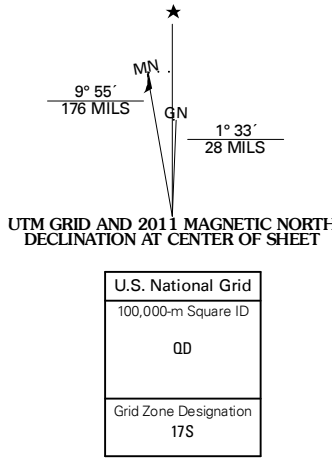 MN
9° 55´
176 MILS
GN
1° 33´
28 MILS
UTM GRID AND 2011 MAGNETIC NORTH
DECLINATION AT CENTER OF SHEET
U.S. National Grid
100,000-m Square ID
QD
Grid Zone Designation
17S